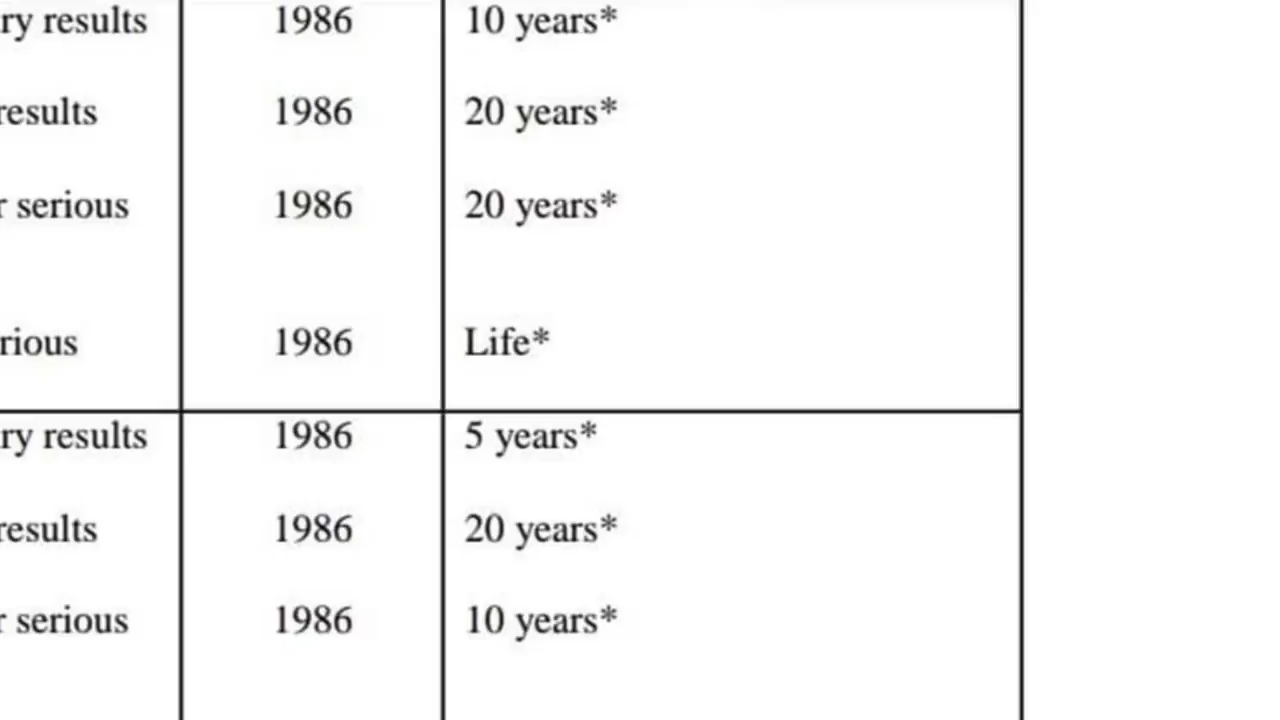 ry results 1986 10 years*
results 1986 20 years*
r serious 1986 20 years*
rious 1986 Life*
ry results 1986 5 years*
results 1986 20 years*
r serious 1986 10 years*